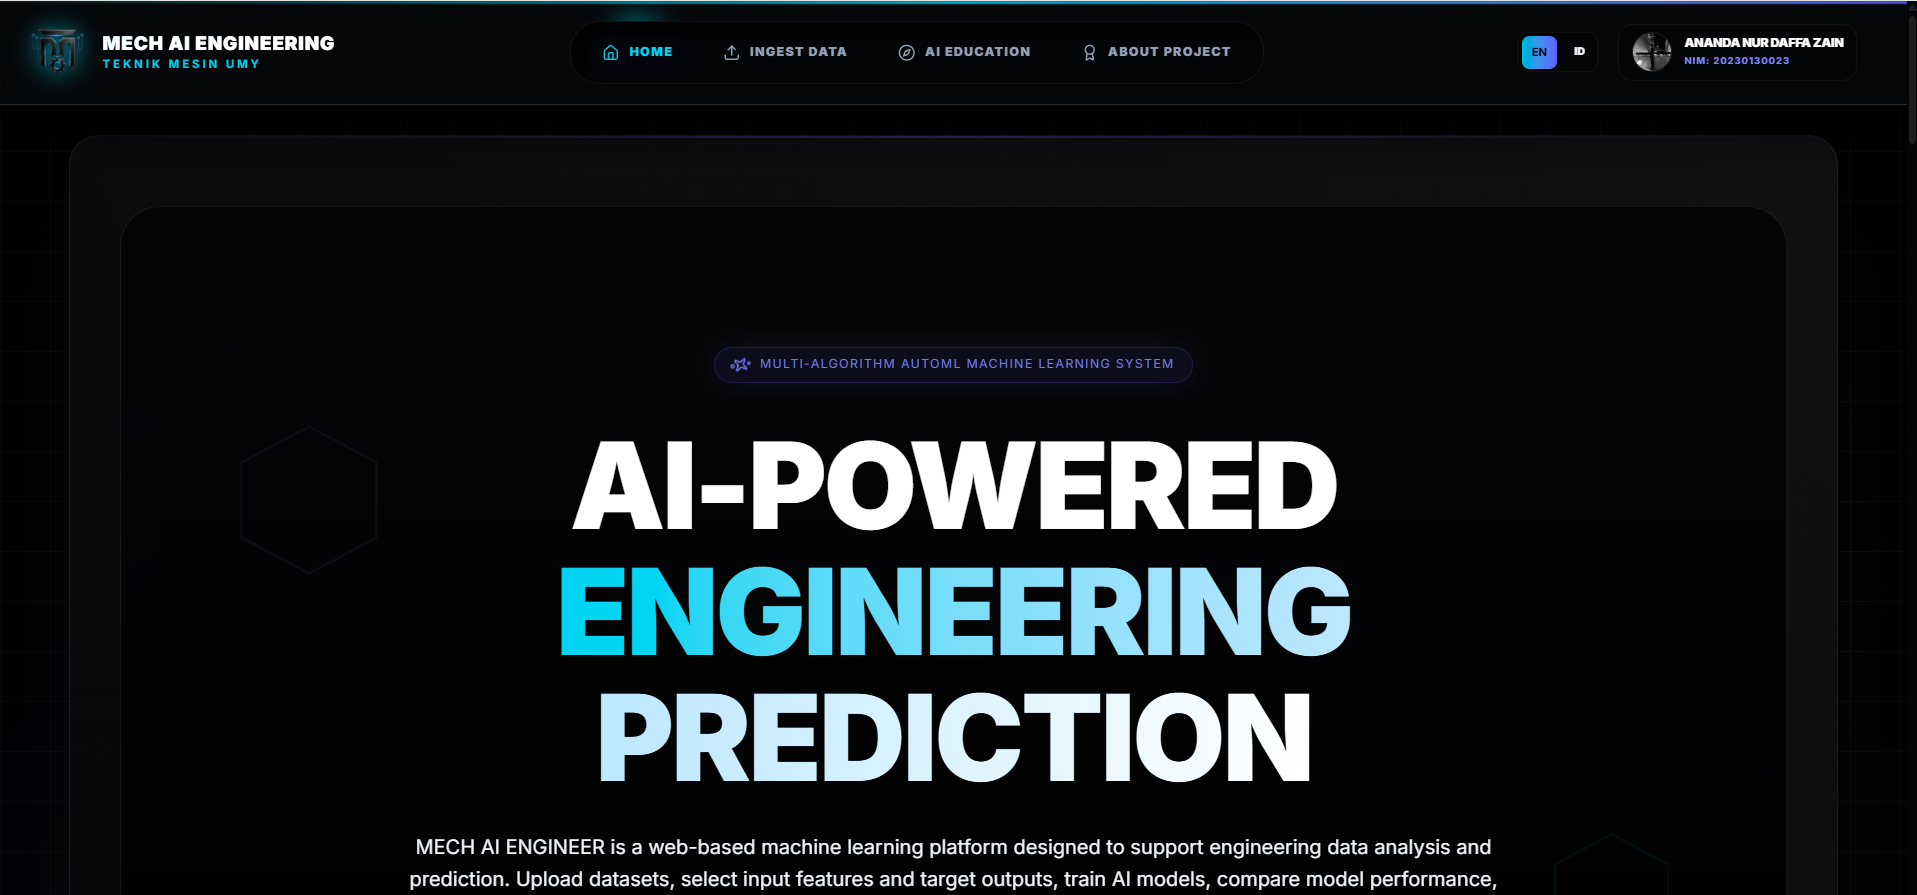 MECH AI ENGINEERING
TEKNIK MESIN UMY
HOME
INGEST DATA
AI EDUCATION
ABOUT PROJECT
EN
ID
ANANDA NUR DAFFA ZAIN
NIM: 20230130023
MULTI-ALGORITHM AUTOML MACHINE LEARNING SYSTEM
AI-POWERED
ENGINEERING
PREDICTION
MECH AI ENGINEER is a web-based machine learning platform designed to support engineering data analysis and
prediction. Upload datasets, select input features and target outputs, train AI models, compare model performance,